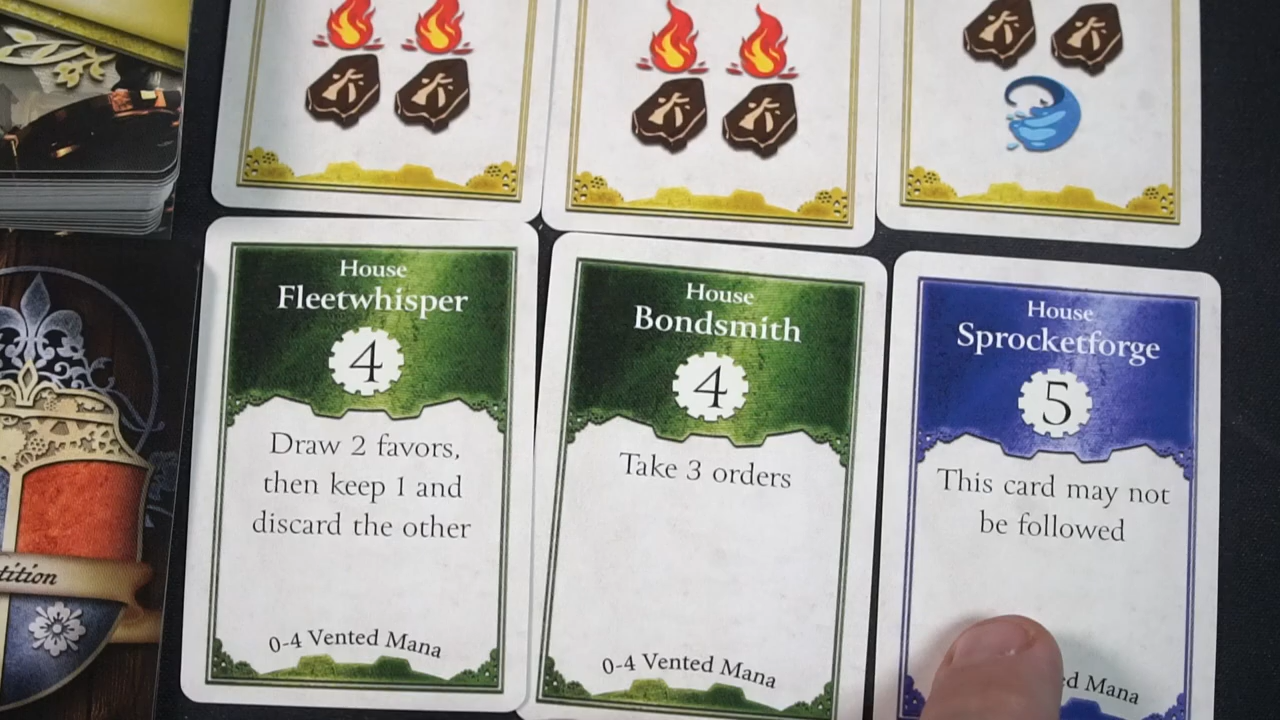 House
Fleetwhisper
4
Draw 2 favors,
then keep 1 and
discard the other
0-4 Vented Mana
House
Bondsmith
4
Take 3 orders
0-4 Vented Mana
House
Sprocketforge
5
This card may not
be followed
Mana